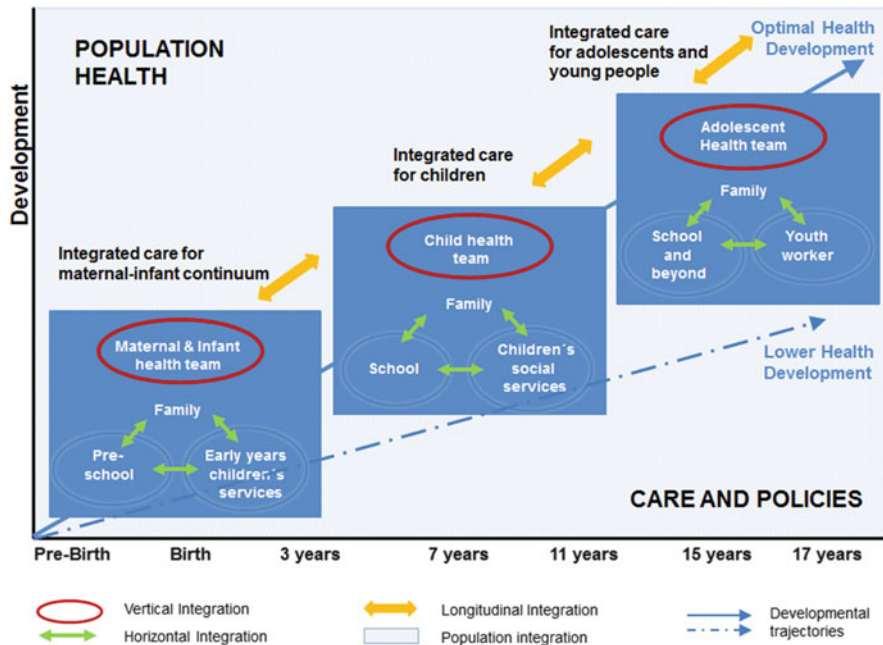 POPULATION
HEALTH
Integrated care
for adolescents and
young people
Optimal Health
Development
Development
Integrated care
for children
Integrated care for
maternal-infant continuum
Adolescent
Health team
Family
School
and
beyond
Youth
worker
Child health
team
Family
School
Children´s
social
services
Maternal & Infant
health team
Family
Pre-
school
Early years
children´s
services
Lower Health
Development
CARE AND POLICIES
Pre-Birth
Birth
3 years
7 years
11 years
15 years
17 years
Vertical Integration
Horizontal Integration
Longitudinal Integration
Population integration
Developmental
trajectories